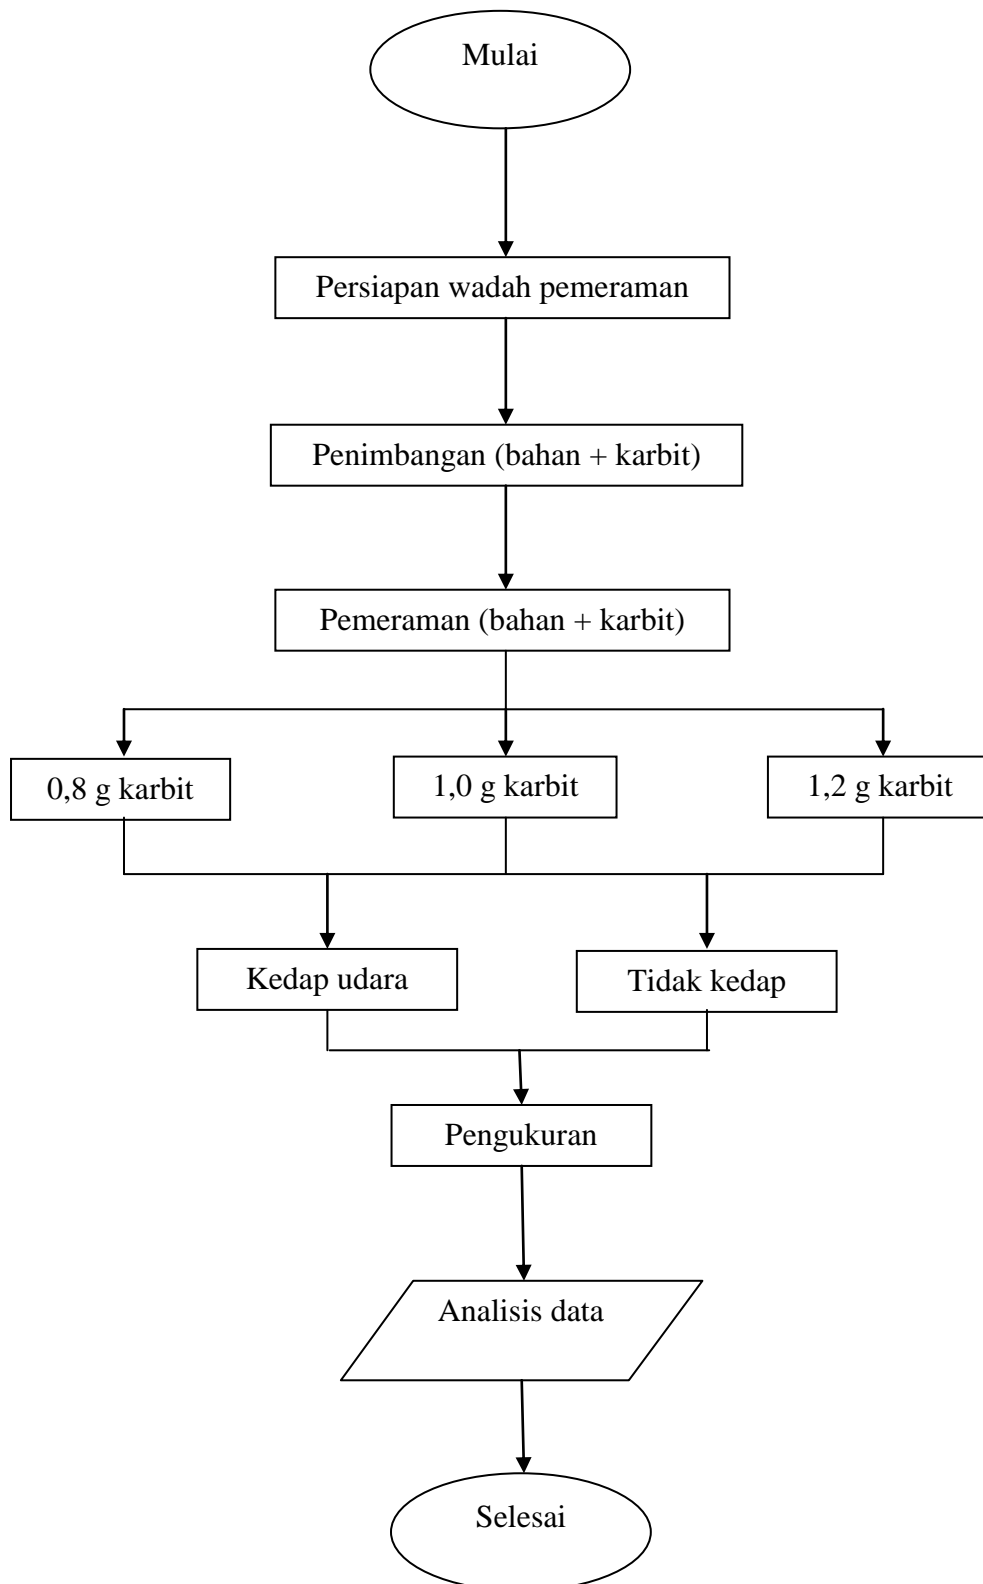 Mulai
Persiapan wadah pemeraman
Penimbangan (bahan + karbit)
Pemeraman (bahan + karbit)
0,8 g karbit
1,0 g karbit
1,2 g karbit
Kedap udara
Tidak kedap
Pengukuran
Analisis data
Selesai